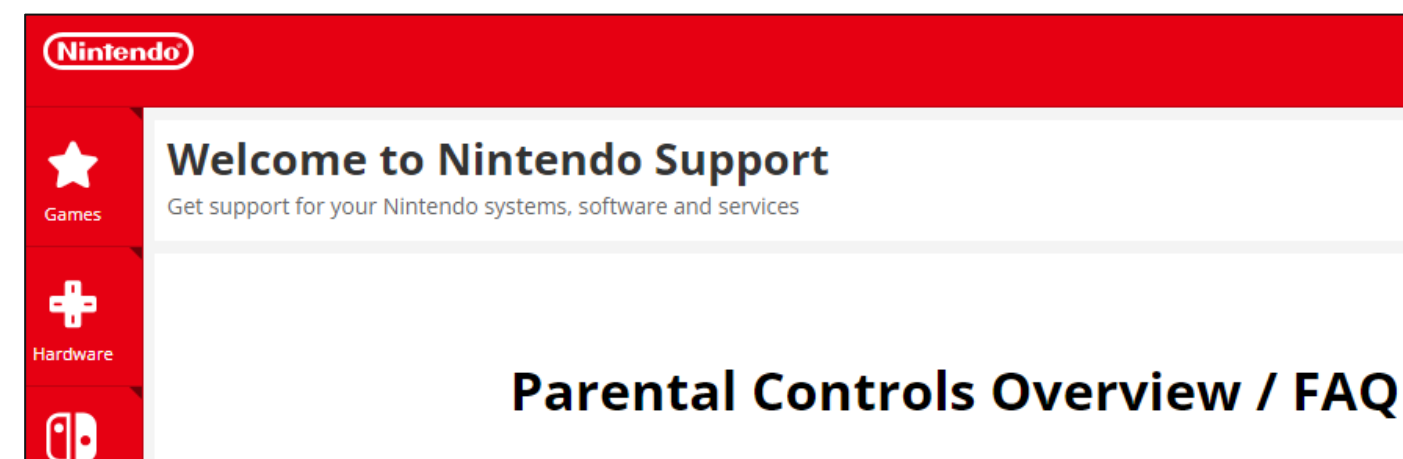 Nintendo
Welcome to Nintendo Support
Get support for your Nintendo systems, software and services
Games
Hardware
Parental Controls Overview / FAQ